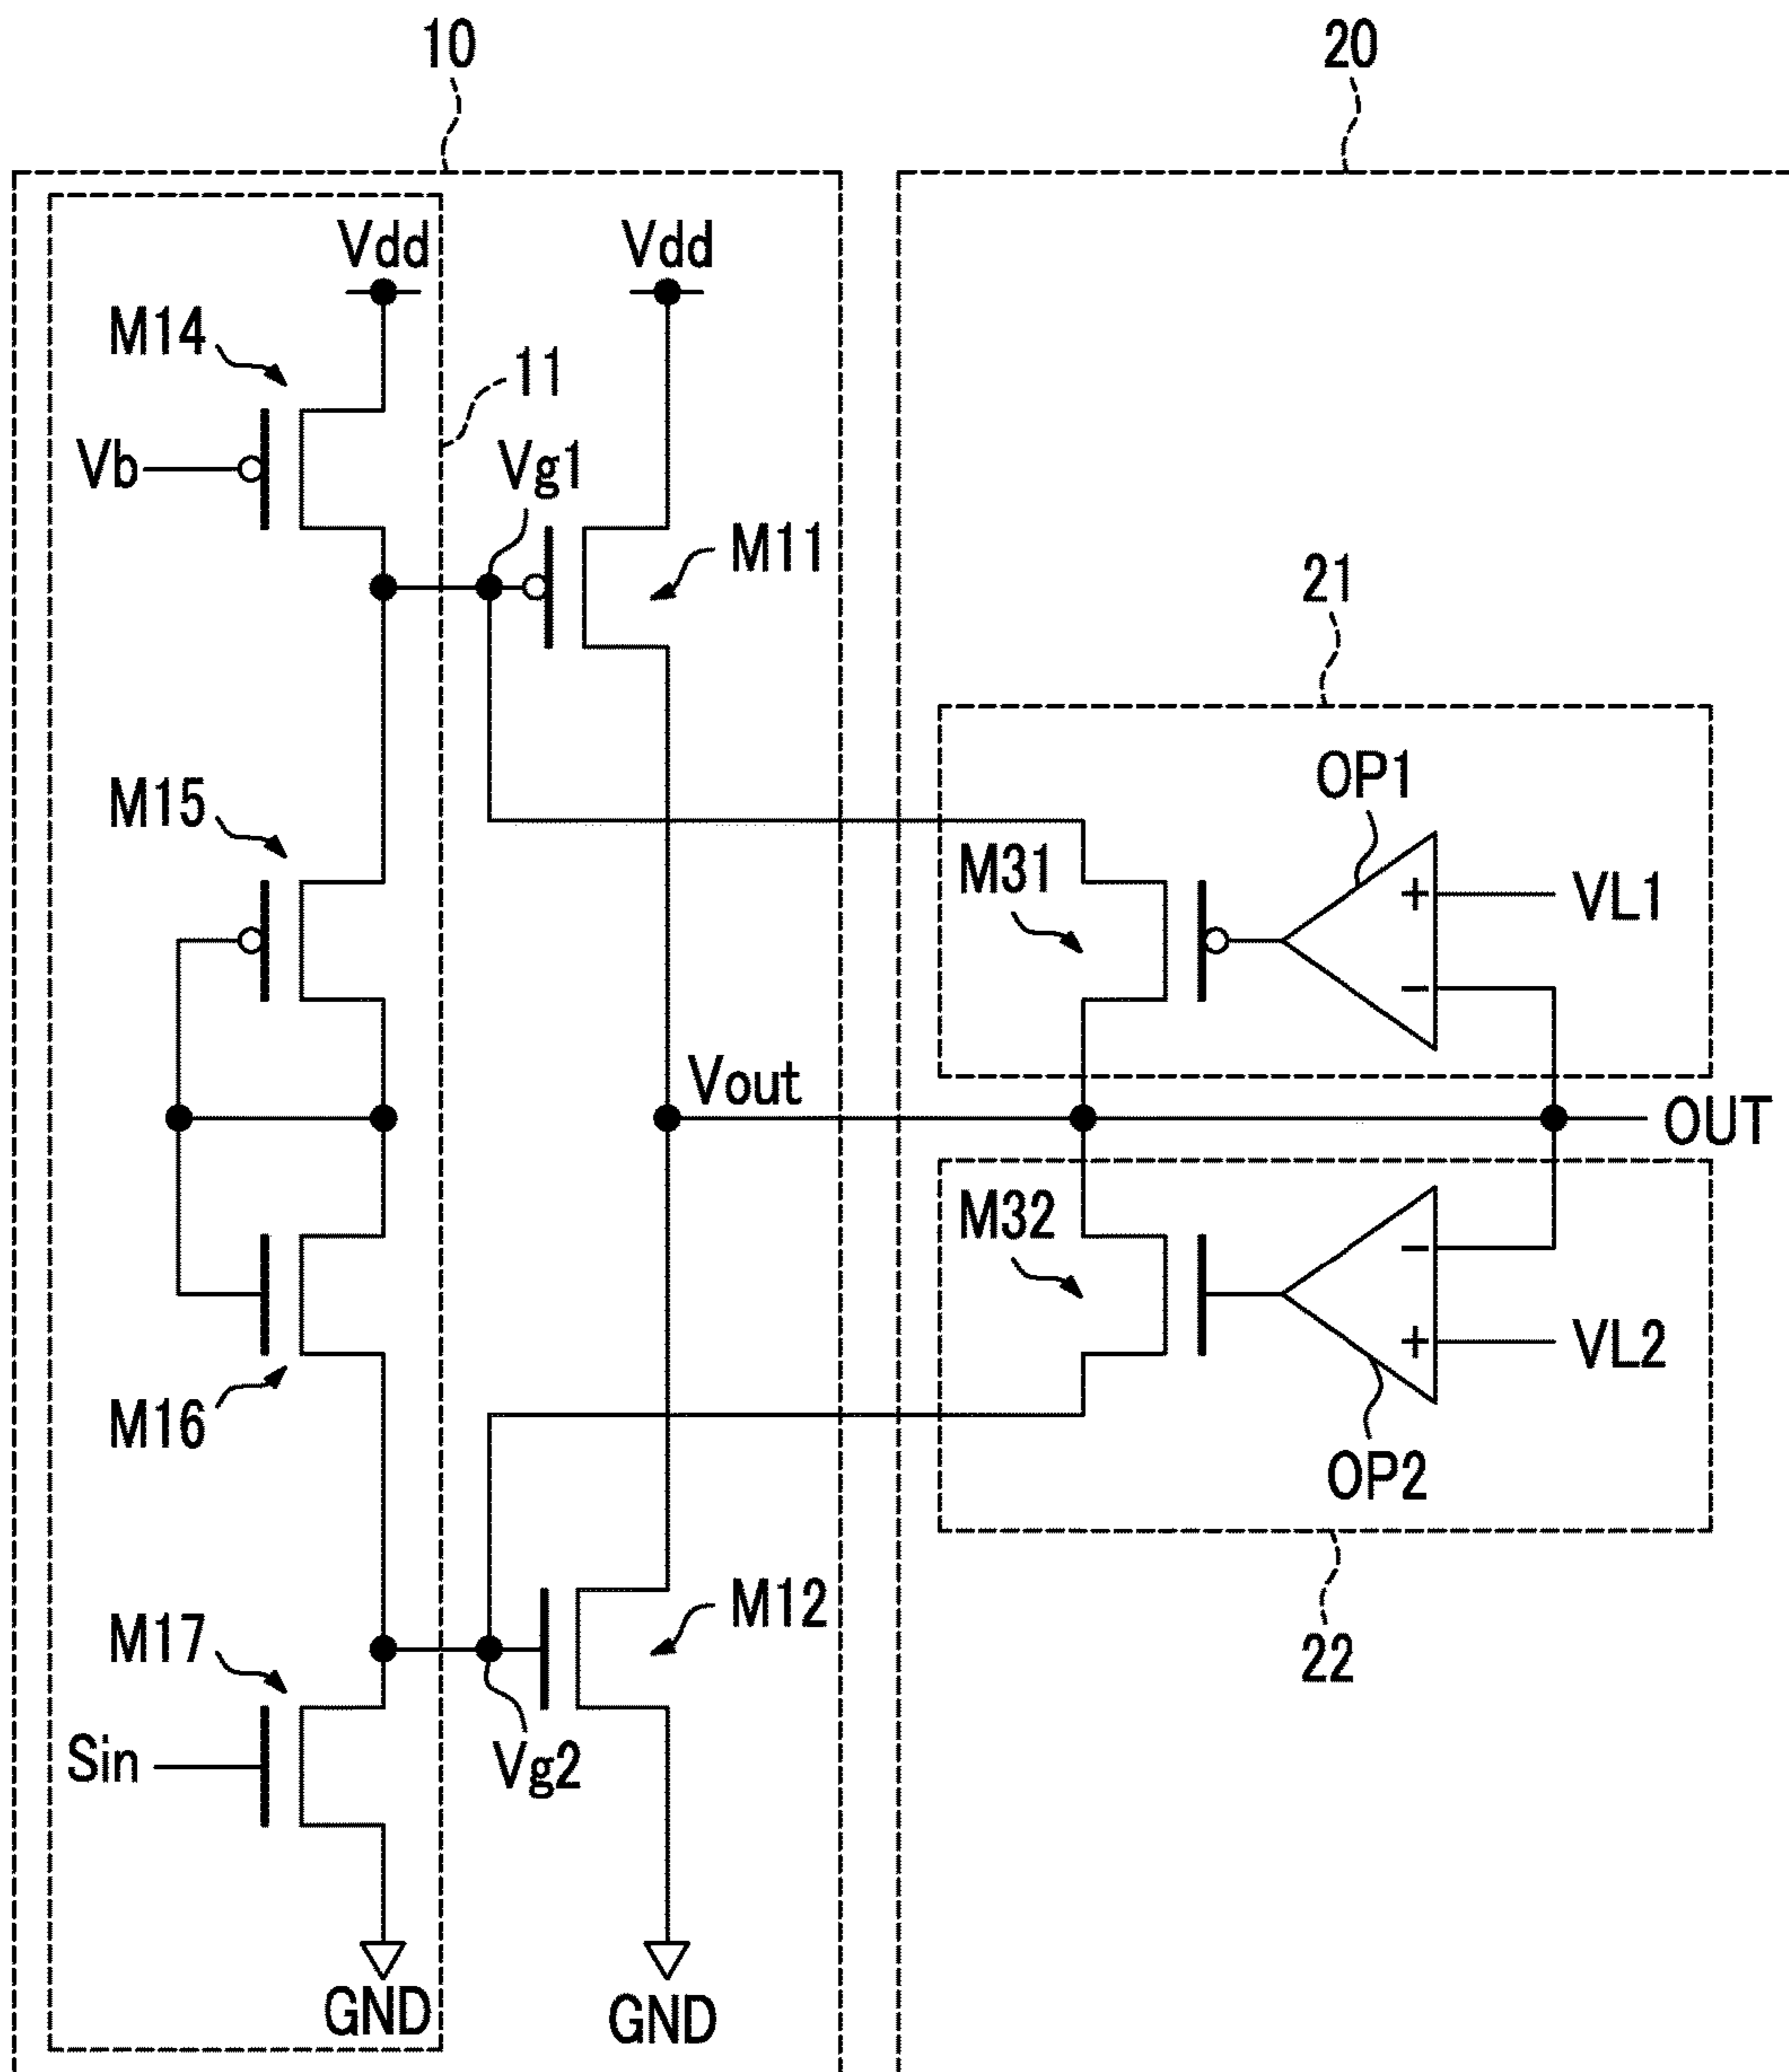 10
20
Vdd
Vdd
M14
11
Vb
Vg1
M11
21
M15
OP1
M31
+
VL1
−
Vout
OUT
M32
−
+
VL2
M16
OP2
M12
M17
22
Sin
Vg2
GND
GND